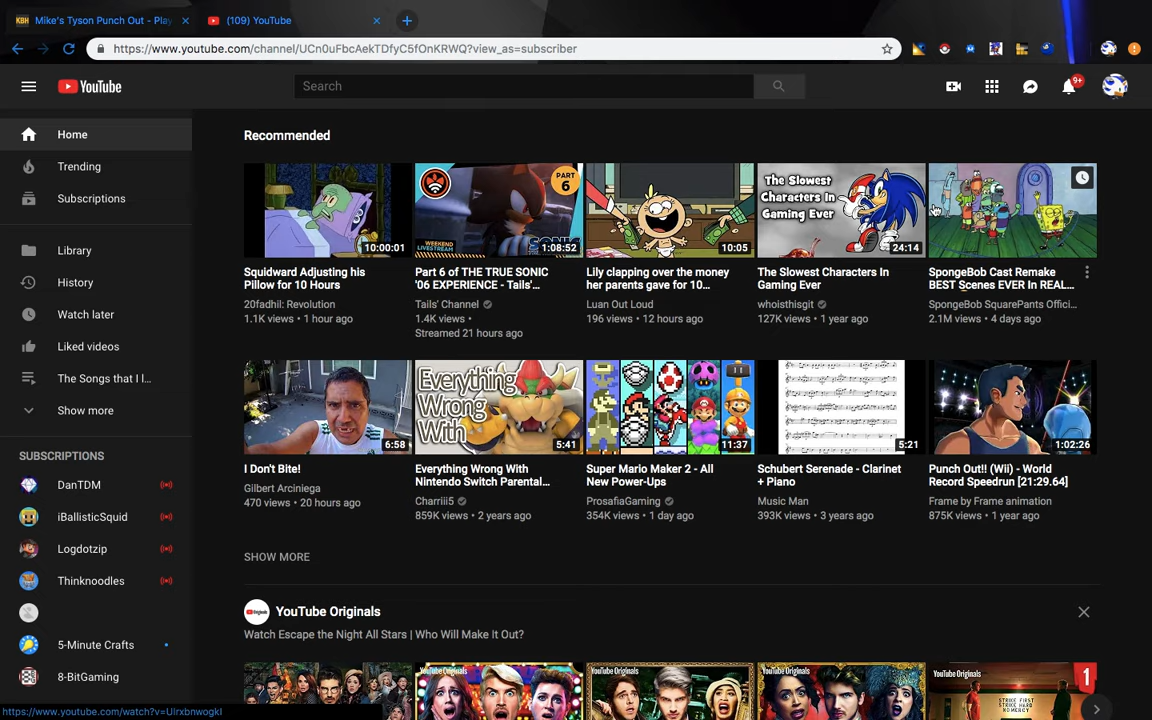 Mike's Tyson Punch Out - Play
(109) YouTube
https://www.youtube.com/channel/UCn0uFbcAekTDfyC5fOnKRWQ?view_as=subscriber
YouTube
Search
9+
Home
Trending
Subscriptions
Library
History
Watch later
Liked videos
The Songs that I l...
Show more
SUBSCRIPTIONS
DanTDM
iBallisticSquid
Logdotzip
Thinknoodles
5-Minute Crafts
8-BitGaming
Recommended
10:00:01
Squidward Adjusting his
Pillow for 10 Hours
20fadhil: Revolution
1.1K views • 1 hour ago
PART
6
WEEKEND
LIVESTREAM
SONIC
1:08:52
Part 6 of THE TRUE SONIC
'06 EXPERIENCE - Tails'...
Tails' Channel
1.4K views •
Streamed 21 hours ago
10:05
Lily clapping over the money
her parents gave for 10...
Luan Out Loud
196 views • 12 hours ago
The Slowest
Characters In
Gaming Ever
24:14
The Slowest Characters In
Gaming Ever
whoisthisgit
127K views • 1 year ago
SpongeBob Cast Remake
BEST Scenes EVER In REAL...
SpongeBob SquarePants Offici...
2.1M views • 4 days ago
6:58
I Don't Bite!
Gilbert Arciniega
470 views • 20 hours ago
Everything
Wrong
With
5:41
Everything Wrong With
Nintendo Switch Parental...
Charriii5
859K views • 2 years ago
11:37
Super Mario Maker 2 - All
New Power-Ups
ProsafiaGaming
354K views • 1 day ago
5:21
Schubert Serenade - Clarinet
+ Piano
Music Man
393K views • 3 years ago
1:02:26
Punch Out!! (Wii) - World
Record Speedrun [21:29.64]
Frame by Frame animation
875K views • 1 year ago
SHOW MORE
YouTube Originals
Watch Escape the Night All Stars | Who Will Make It Out?
YouTube Originals
YouTube Originals
YouTube Originals
YouTube Originals
1
STRIKE FIRST
STRIKE HARD
NO MERCY